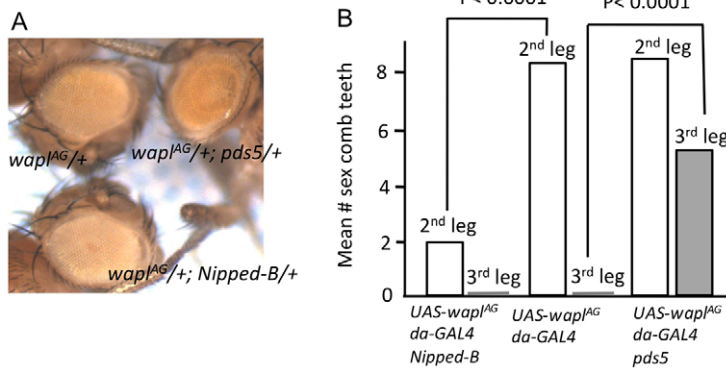 A
wapl^AG/+
wapl^AG/+; pds5/+
wapl^AG/+; Nipped-B/+
B
P< 0.0001
P< 0.0001
Mean # sex comb teeth
8
6
4
2
0
2nd leg
3rd leg
2nd leg
3rd leg
2nd leg
3rd leg
UAS-wapl^AG
da-GAL4
Nipped-B
UAS-wapl^AG
da-GAL4
UAS-wapl^AG
da-GAL4
pds5